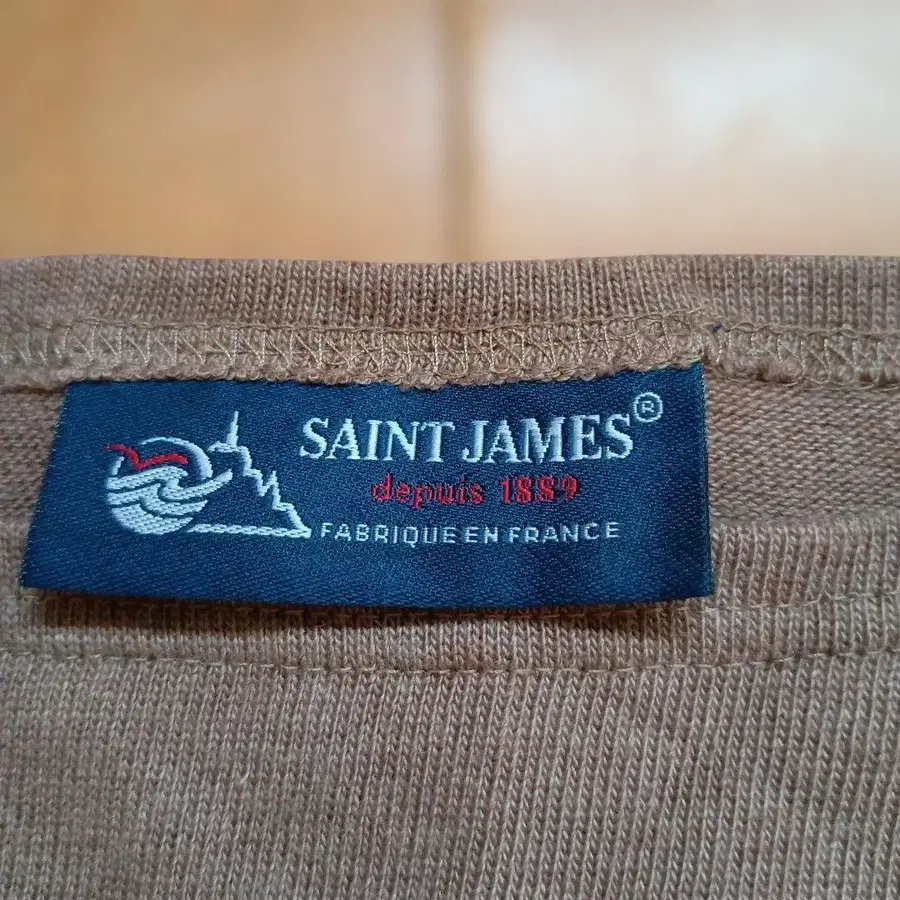 SAINT JAMES®
depuis 1889
FABRIQUE EN FRANCE